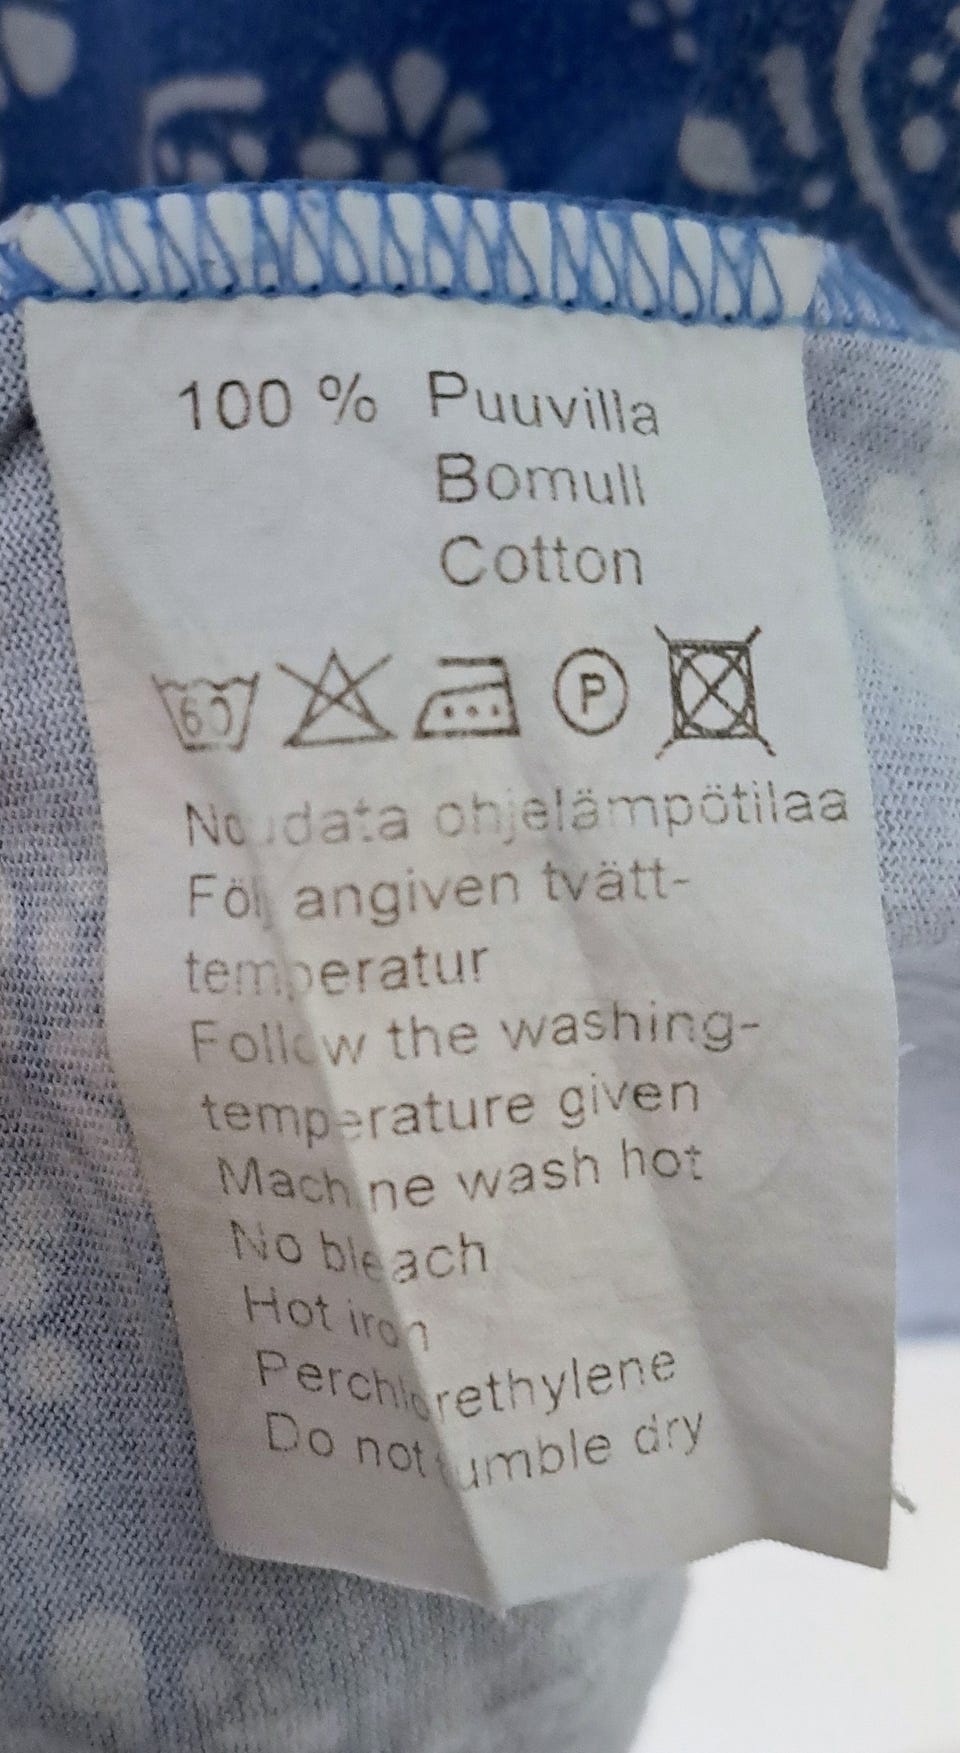 100 % Puuvilla
Bomull
Cotton
60
P
Noudata ohjelämpötilaa
Följ angiven tvätt-
temperatur
Follow the washing-
temperature given
Machine wash hot
No bleach
Hot iron
Perchlorethylene
Do not tumble dry